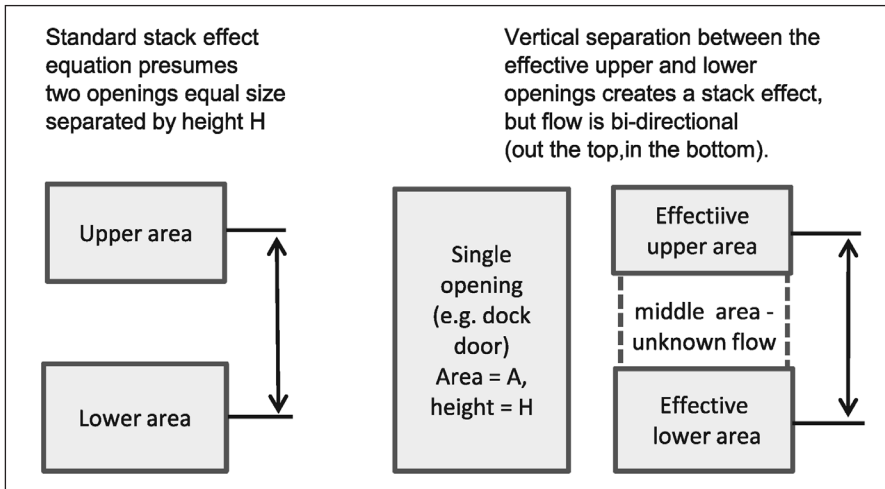 Standard stack effect
equation presumes
two openings equal size
separated by height H
Vertical separation between the
effective upper and lower
openings creates a stack effect,
but flow is bi-directional
(out the top,in the bottom).
Upper area
Lower area
Single
opening
(e.g. dock
door)
Area = A,
height = H
Effectiive
upper area
middle area -
unknown flow
Effective
lower area